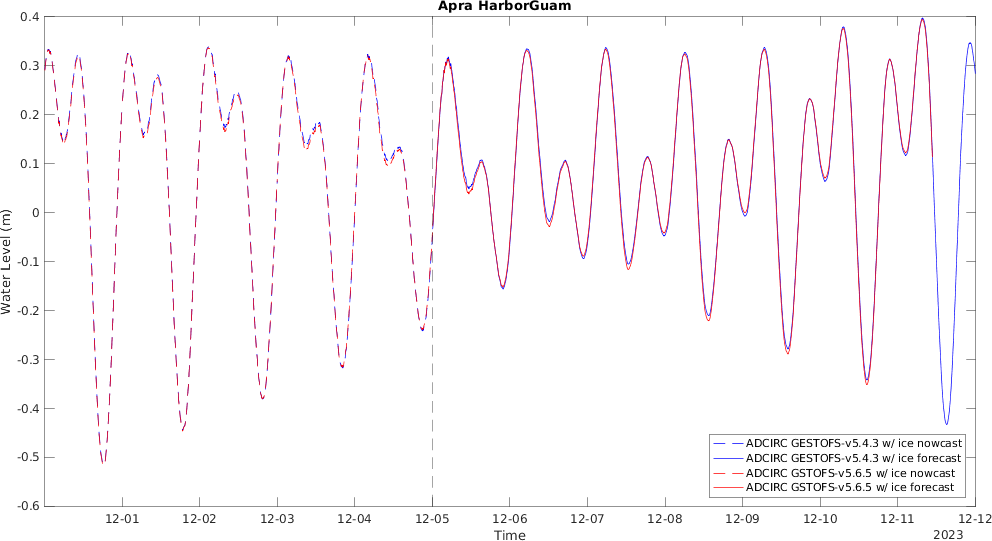 Apra HarborGuam
0.4
0.3
0.2
0.1
0
-0.1
-0.2
-0.3
-0.4
-0.5
-0.6
Water Level (m)
ADCIRC GESTOFS-v5.4.3 w/ ice nowcast
ADCIRC GESTOFS-v5.4.3 w/ ice forecast
ADCIRC GSTOFS-v5.6.5 w/ ice nowcast
ADCIRC GSTOFS-v5.6.5 w/ ice forecast
12-01 12-02 12-03 12-04 12-05 12-06 12-07 12-08 12-09 12-10 12-11 12-12
Time
2023